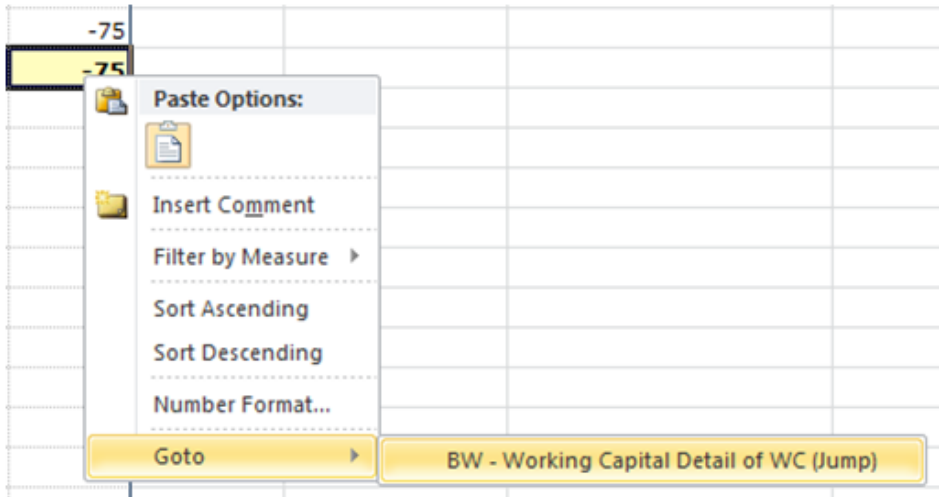 -75
-75
Paste Options:
Insert Comment
Filter by Measure
Sort Ascending
Sort Descending
Number Format...
Goto
BW - Working Capital Detail of WC (Jump)